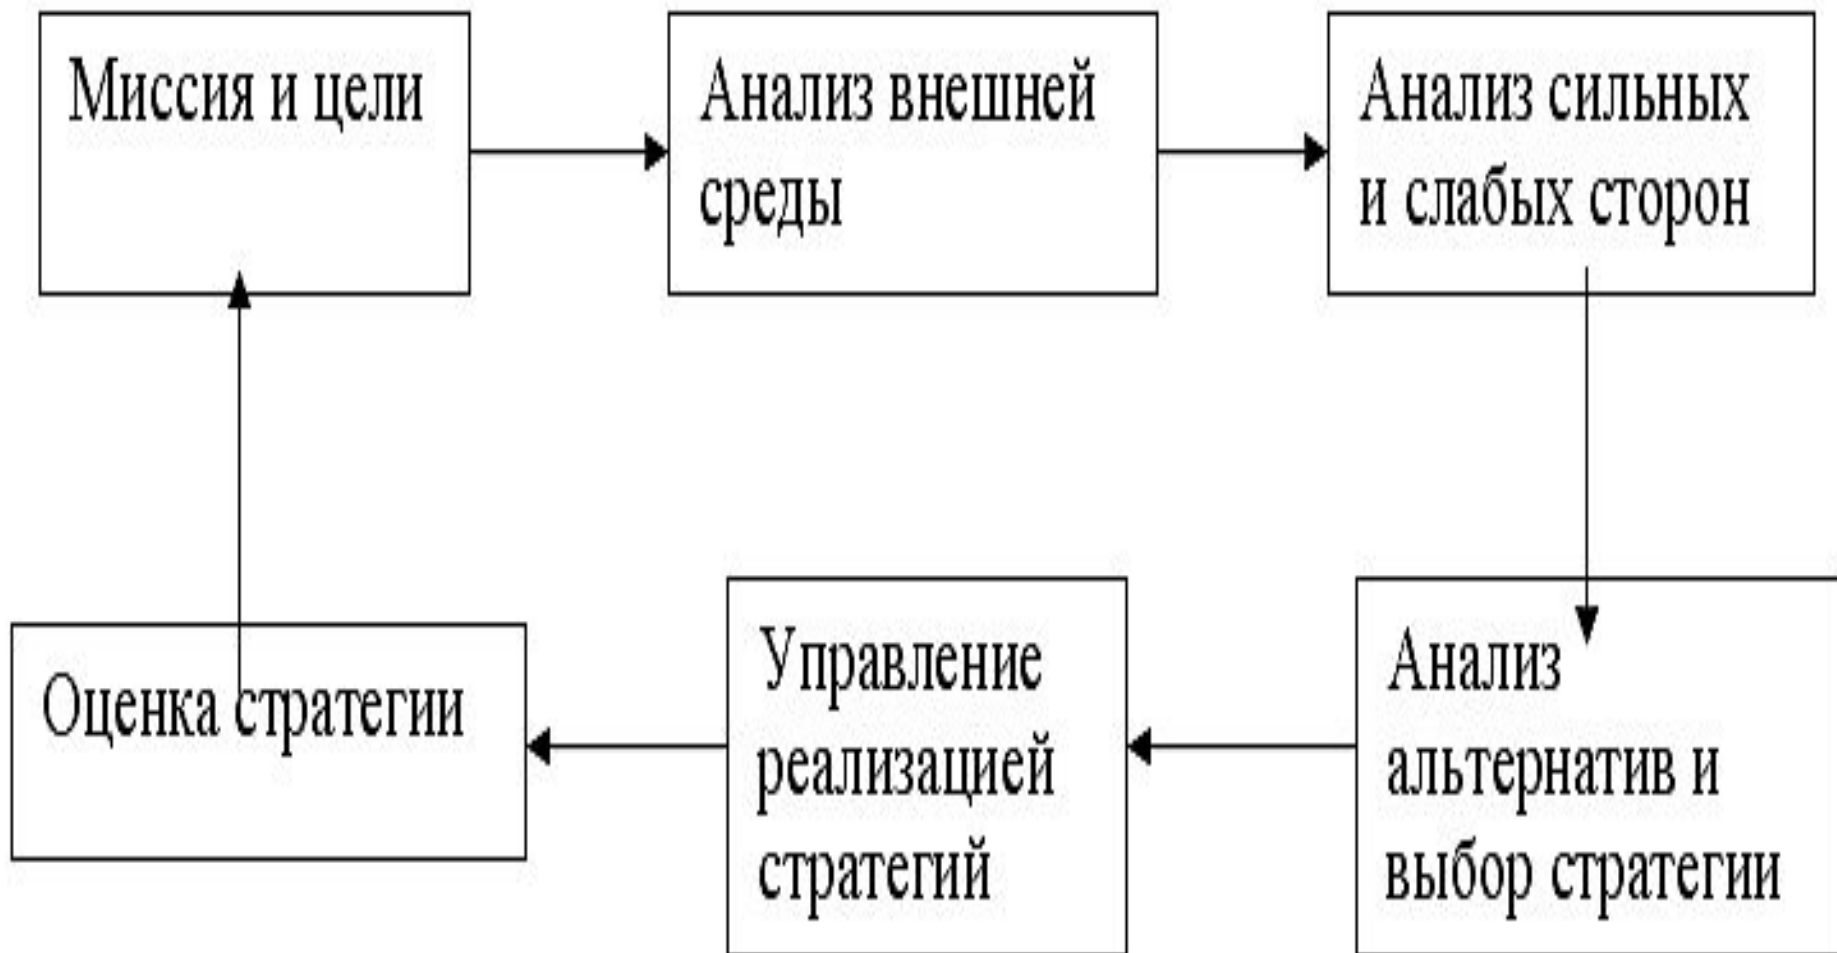 Миссия и цели
Анализ внешней
среды
Анализ сильных
и слабых сторон
Оценка стратегии
Управление
реализацией
стратегий
Анализ
альтернатив и
выбор стратегии